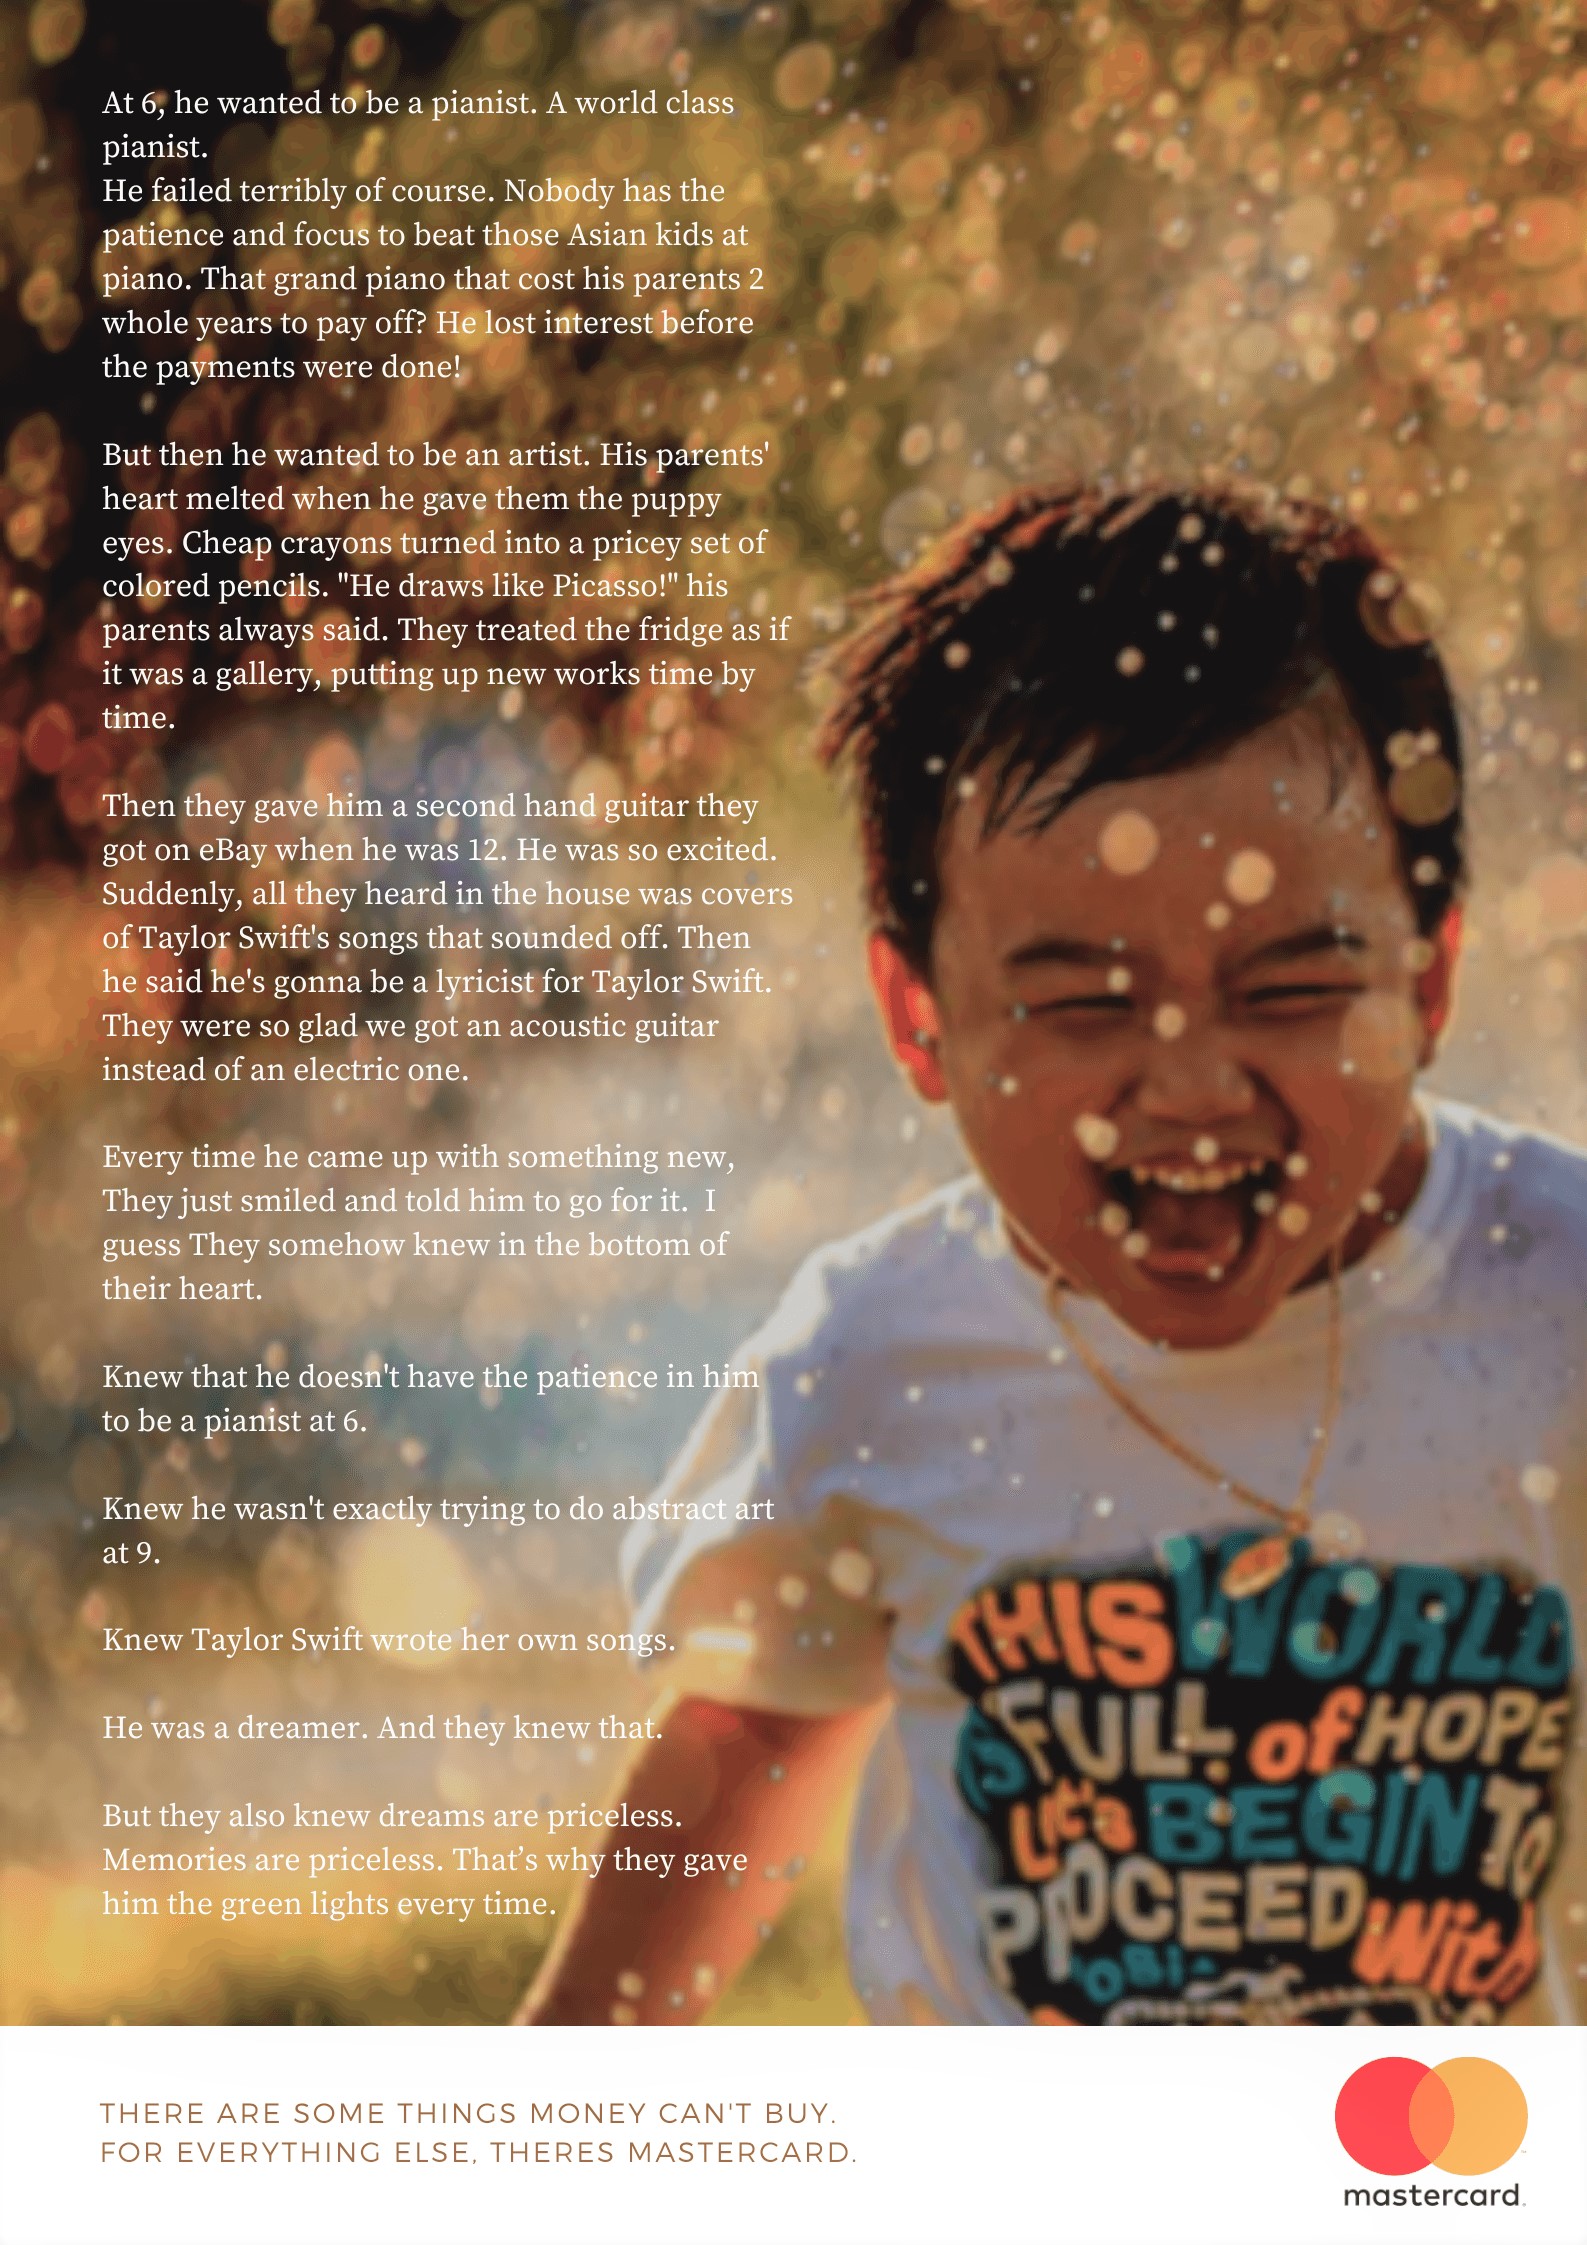 At 6, he wanted to be a pianist. A world class
pianist.
He failed terribly of course. Nobody has the
patience and focus to beat those Asian kids at
piano. That grand piano that cost his parents 2
whole years to pay off? He lost interest before
the payments were done!
But then he wanted to be an artist. His parents'
heart melted when he gave them the puppy
eyes. Cheap crayons turned into a pricey set of
colored pencils. "He draws like Picasso!" his
parents always said. They treated the fridge as if
it was a gallery, putting up new works time by
time.
Then they gave him a second hand guitar they
got on eBay when he was 12. He was so excited.
Suddenly, all they heard in the house was covers
of Taylor Swift's songs that sounded off. Then
he said he's gonna be a lyricist for Taylor Swift.
They were so glad we got an acoustic guitar
instead of an electric one.
Every time he came up with something new,
They just smiled and told him to go for it.  I
guess They somehow knew in the bottom of
their heart.
Knew that he doesn't have the patience in him
to be a pianist at 6.
Knew he wasn't exactly trying to do abstract art
at 9.
Knew Taylor Swift wrote her own songs.
He was a dreamer. And they knew that.
But they also knew dreams are priceless.
Memories are priceless. That’s why they gave
him the green lights every time.
THIS WORLD
IS FULL of HOPE
Let's BEGIN TO
PROCEED With
THERE ARE SOME THINGS MONEY CAN'T BUY.
FOR EVERYTHING ELSE, THERES MASTERCARD.
mastercard.